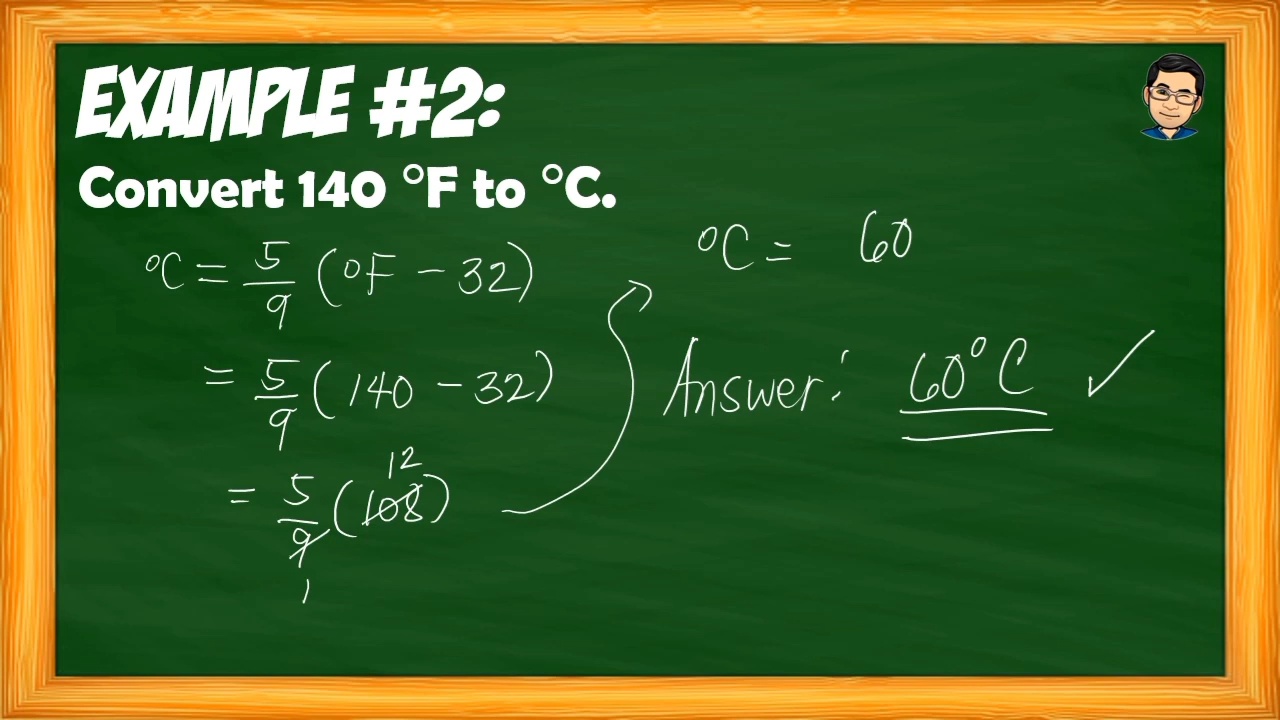 EXAMPLE #2:
Convert 140 °F to °C.
°C = 5/9 (°F - 32)
= 5/9 (140 - 32)
12
= 5/9 (108)
1
°C = 60
Answer: 60°C ✓